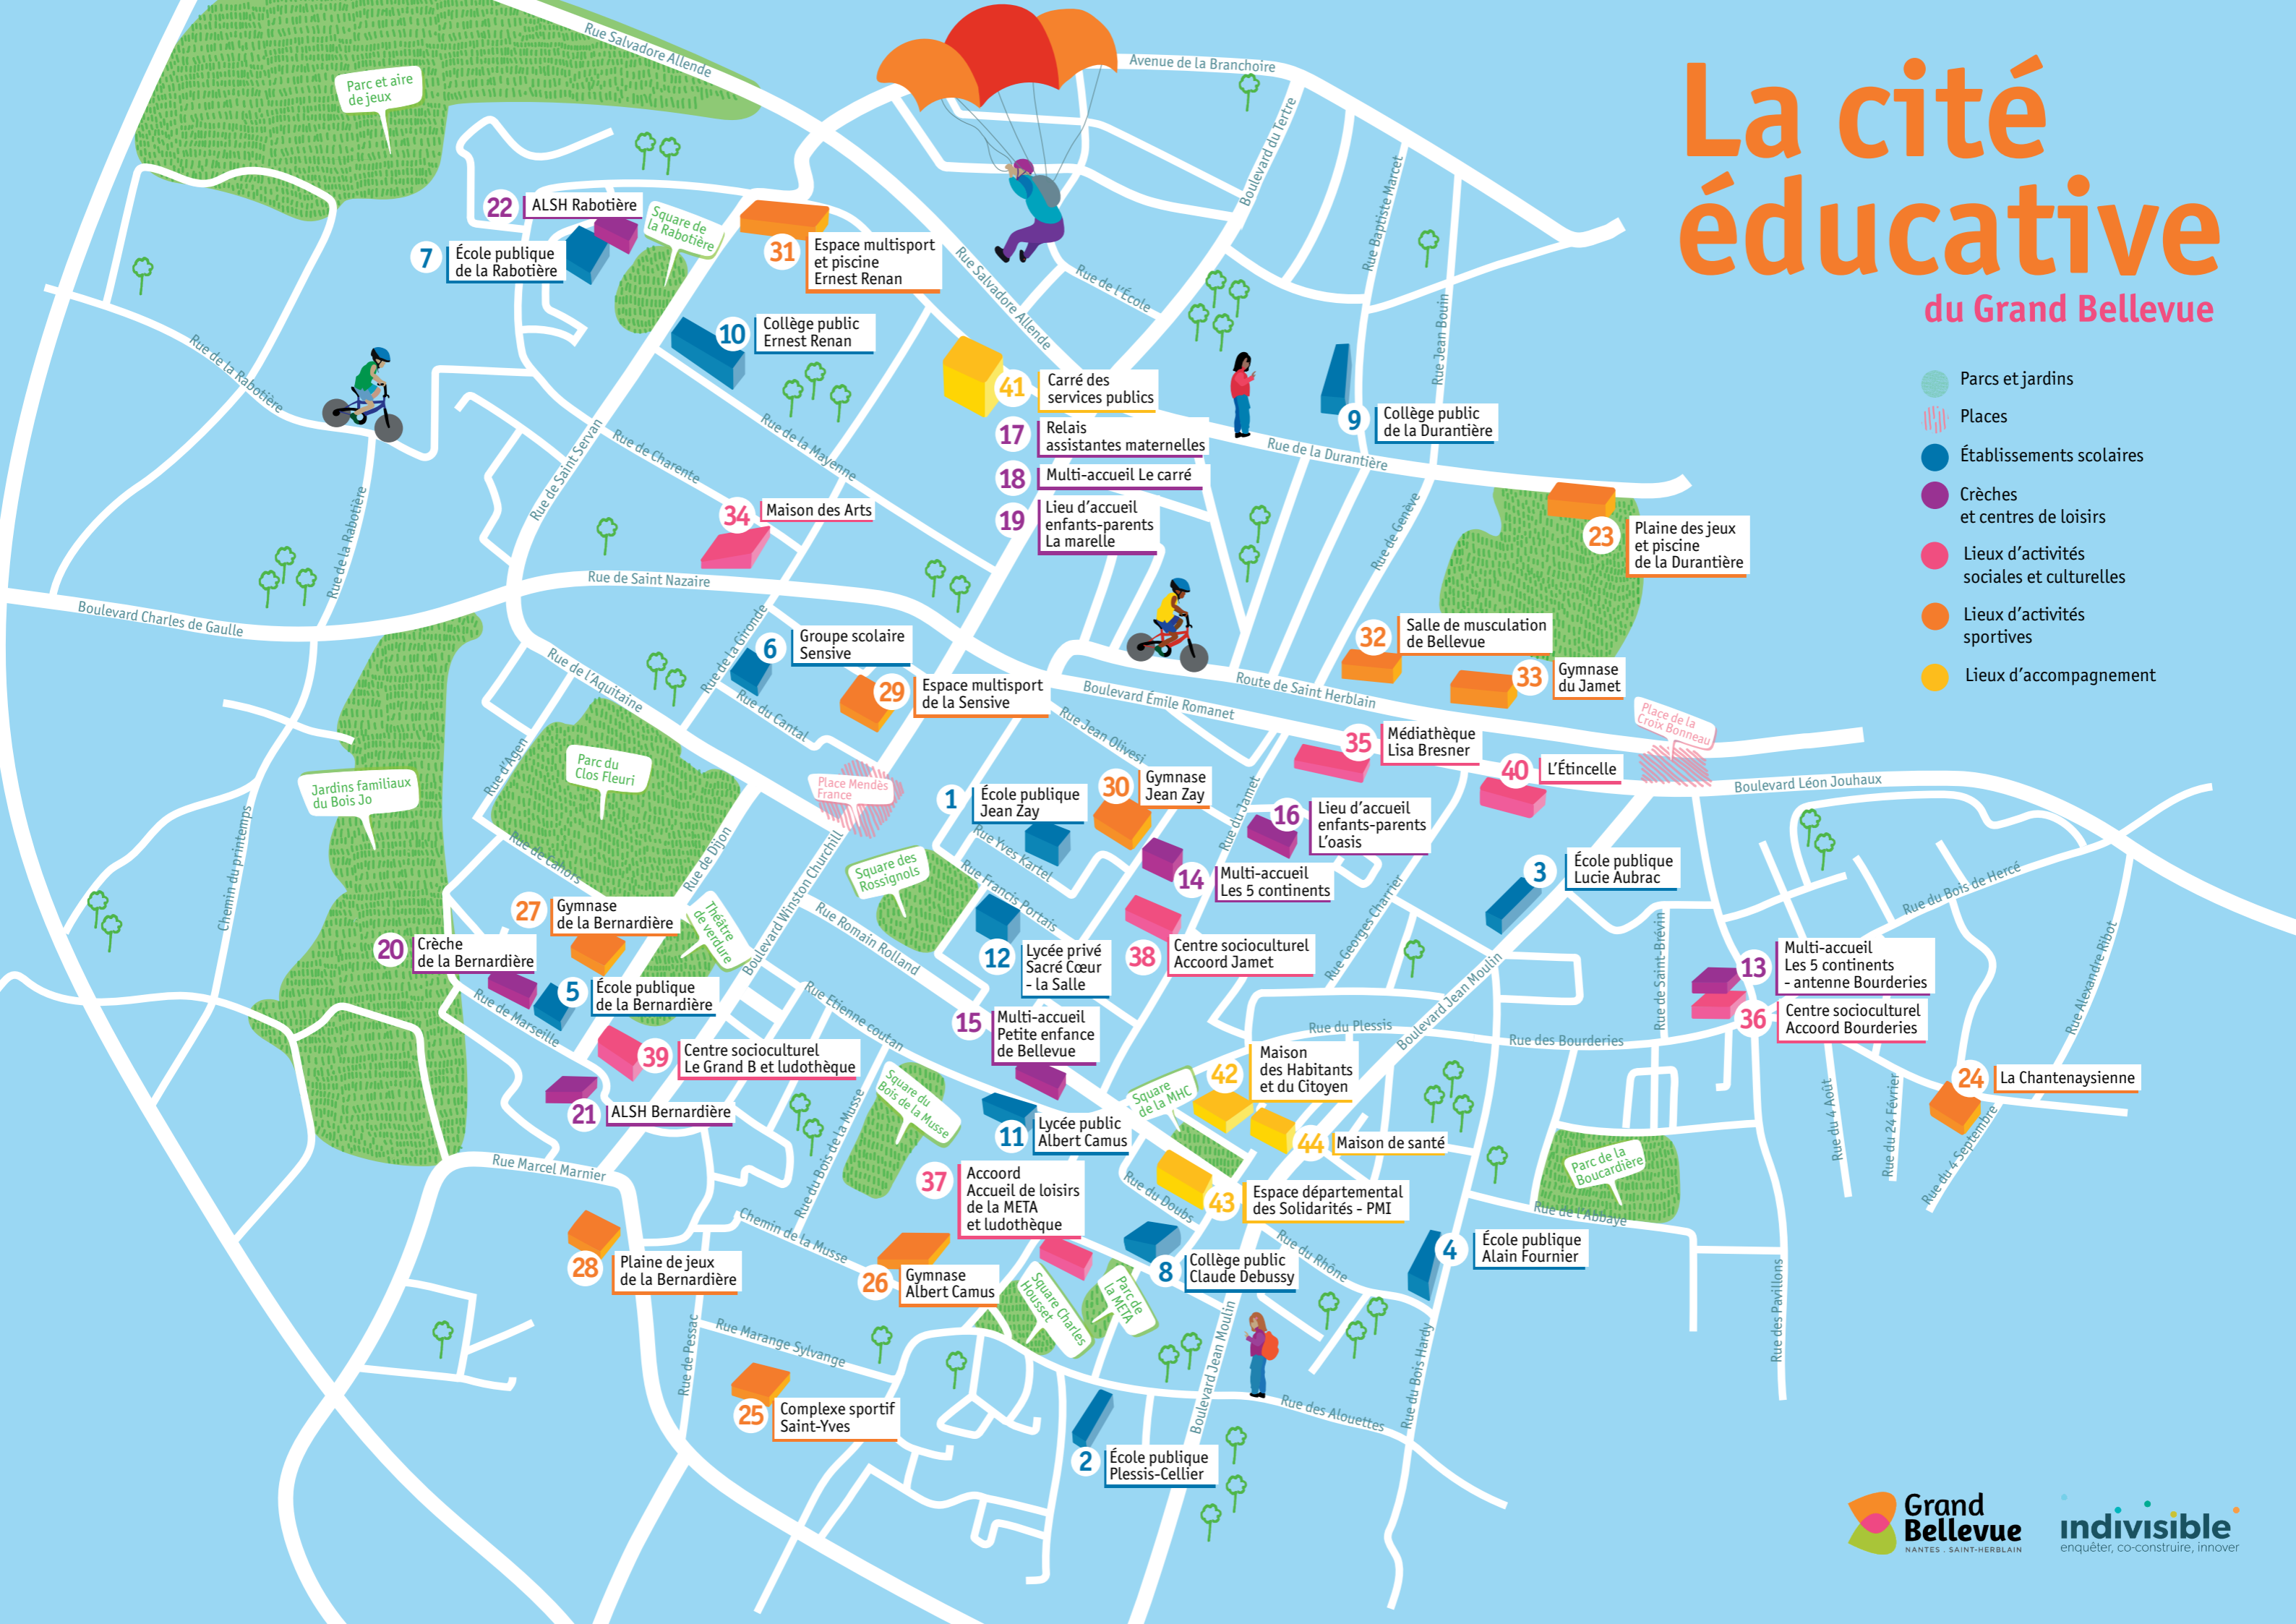 La cité
éducative
du Grand Bellevue
Parcs et jardins
Places
Établissements scolaires
Crèches
et centres de loisirs
Lieux d'activités
sociales et culturelles
Lieux d'activités
sportives
Lieux d'accompagnement
Rue Salvadore Allende
Avenue de la Branchoire
Parc et aire
de jeux
Boulevard du Tertre
Rue Baptiste Marcet
22
ALSH Rabotière
Square de
la Rabotière
7
École publique
de la Rabotière
31
Espace multisport
et piscine
Ernest Renan
Rue Salvadore Allende
Rue de l'École
Rue Jean Bouin
10
Collège public
Ernest Renan
Rue de la Rabotière
41
Carré des
services publics
17
Relais
assistantes maternelles
18
Multi-accueil Le carré
19
Lieu d'accueil
enfants-parents
La marelle
9
Collège public
de la Durantière
Rue de la Durantière
Rue de Saint Servan
Rue de Charente
Rue de la Mayenne
34
Maison des Arts
Rue de la Rabotière
Rue de Genève
23
Plaine des jeux
et piscine
de la Durantière
Rue de Saint Nazaire
Boulevard Charles de Gaulle
6
Groupe scolaire
Sensive
Rue de la Gironde
Rue de l'Aquitaine
Rue du Cantal
29
Espace multisport
de la Sensive
32
Salle de musculation
de Bellevue
33
Gymnase
du Jamet
Route de Saint Herblain
Boulevard Émile Romanet
Rue Jean Olivesi
35
Médiathèque
Lisa Bresner
Place de la
Croix Bonneau
40
L'Étincelle
Boulevard Léon Jouhaux
Rue d'Agen
Parc du
Clos Fleuri
Jardins familiaux
du Bois Jo
Place Mendès
France
1
École publique
Jean Zay
30
Gymnase
Jean Zay
Rue du Jamet
16
Lieu d'accueil
enfants-parents
L'oasis
Rue Yves Kartel
14
Multi-accueil
Les 5 continents
3
École publique
Lucie Aubrac
Rue du Bois de Hercé
Chemin du printemps
Rue de Cahors
Rue de Dijon
Boulevard Winston Churchill
Square des
Rossignols
Rue Francis Portais
Rue Romain Rolland
Rue Georges Charrier
27
Gymnase
de la Bernardière
Théâtre
de verdure
20
Crèche
de la Bernardière
5
École publique
de la Bernardière
Rue de Marseille
12
Lycée privé
Sacré Cœur
- la Salle
38
Centre socioculturel
Accoord Jamet
Boulevard Jean Moulin
Rue de Saint-Brévin
13
Multi-accueil
Les 5 continents
- antenne Bourderies
36
Centre socioculturel
Accoord Bourderies
Rue Alexandre Ribot
Rue Etienne coutan
15
Multi-accueil
Petite enfance
de Bellevue
Rue du Plessis
Rue des Bourderies
39
Centre socioculturel
Le Grand B et ludothèque
42
Maison
des Habitants
et du Citoyen
Square
de la MHC
Square du
Bois de la Musse
21
ALSH Bernardière
11
Lycée public
Albert Camus
44
Maison de santé
24
La Chantenaysienne
Rue du 4 Août
Rue du 24 Février
Rue du 4 Septembre
Rue Marcel Marnier
Rue du Bois de la Musse
37
Accoord
Accueil de loisirs
de la META
et ludothèque
Rue du Doubs
43
Espace départemental
des Solidarités - PMI
Parc de la
Boucardière
Rue de l'Abbaye
Chemin de la Musse
28
Plaine de jeux
de la Bernardière
26
Gymnase
Albert Camus
Square Charles
Housset
Parc de
la META
8
Collège public
Claude Debussy
Rue du Rhône
4
École publique
Alain Fournier
Rue des Pavillons
Rue de Pessac
Rue Marange Sylvange
Boulevard Jean Moulin
Rue du Bois Hardy
25
Complexe sportif
Saint-Yves
Rue des Alouettes
2
École publique
Plessis-Cellier
Grand
Bellevue
NANTES . SAINT-HERBLAIN
indivisible
enquêter, co-construire, innover